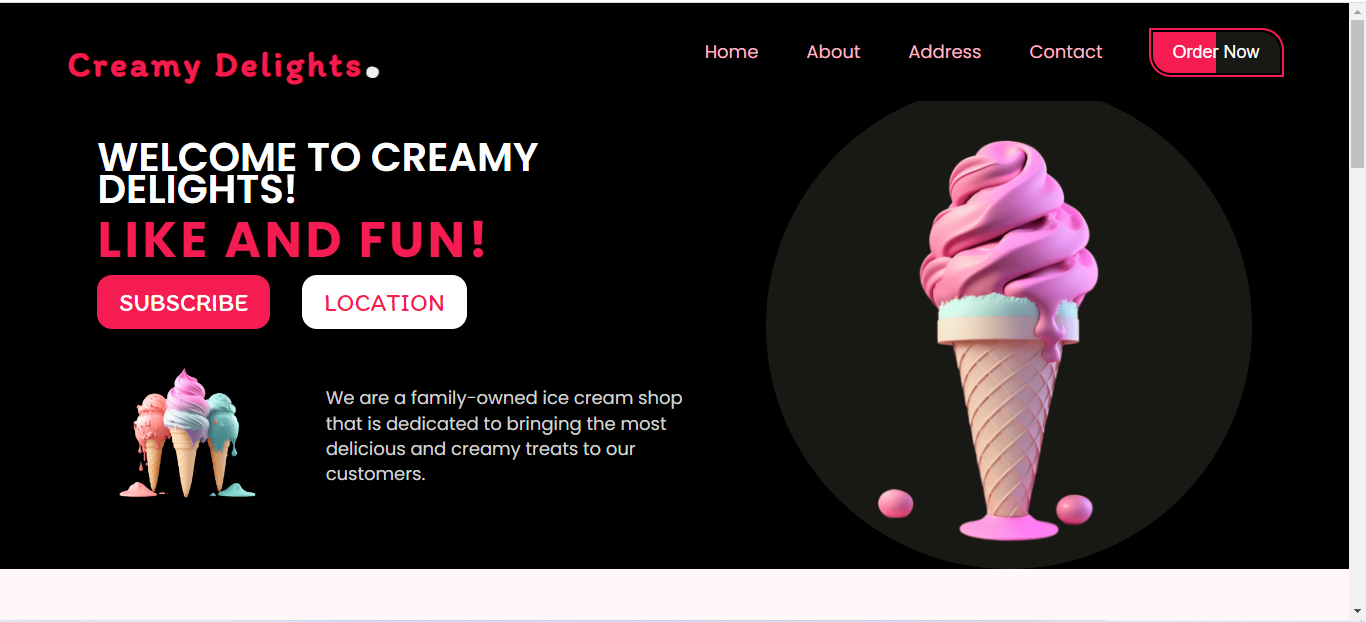 Creamy Delights.
Home
About
Address
Contact
Order Now
WELCOME TO CREAMY
DELIGHTS!
LIKE AND FUN!
SUBSCRIBE
LOCATION
We are a family-owned ice cream shop
that is dedicated to bringing the most
delicious and creamy treats to our
customers.